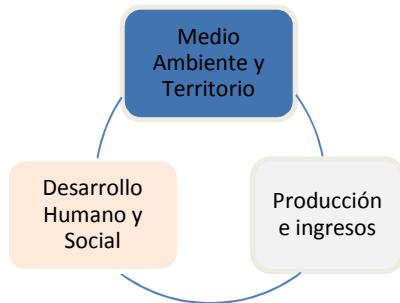 Medio
Ambiente y
Territorio
Desarrollo
Humano y
Social
Producción
e ingresos